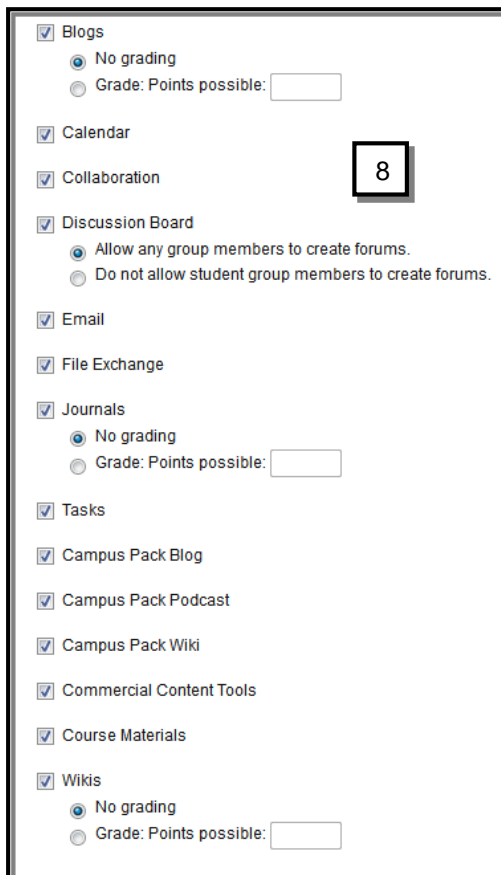 Blogs
No grading
Grade: Points possible:
Calendar
8
Collaboration
Discussion Board
Allow any group members to create forums.
Do not allow student group members to create forums.
Email
File Exchange
Journals
No grading
Grade: Points possible:
Tasks
Campus Pack Blog
Campus Pack Podcast
Campus Pack Wiki
Commercial Content Tools
Course Materials
Wikis
No grading
Grade: Points possible: